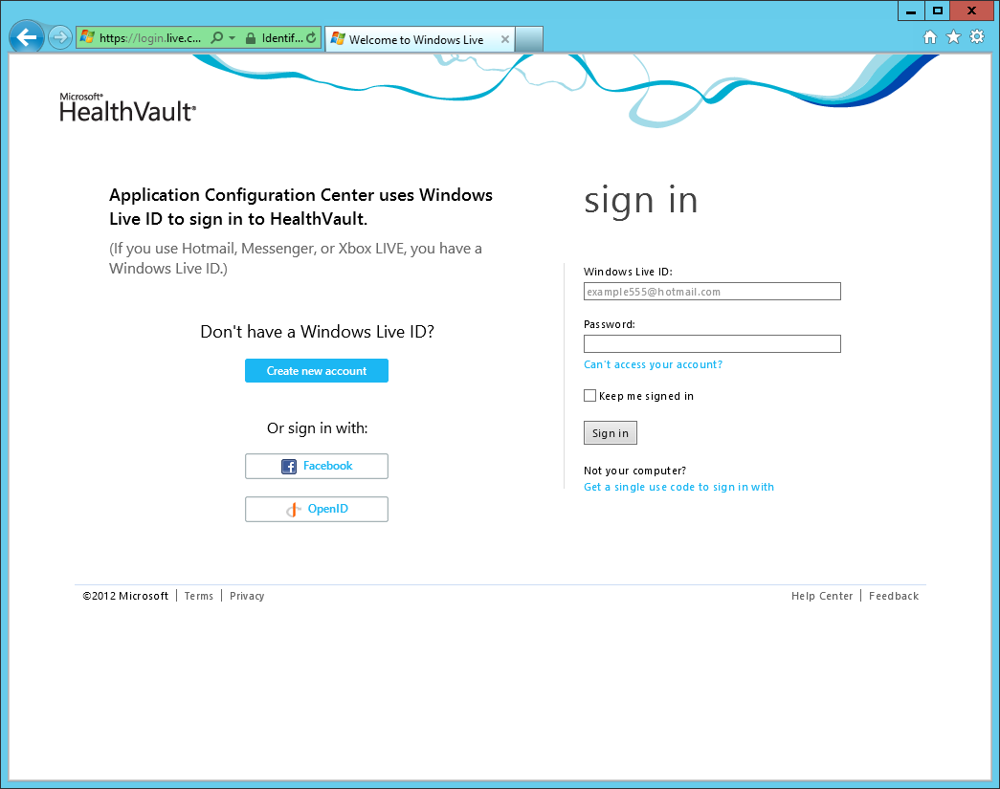 https://login.live.c...
Identif...
Welcome to Windows Live
Microsoft®
HealthVault®
Application Configuration Center uses Windows
Live ID to sign in to HealthVault.
(If you use Hotmail, Messenger, or Xbox LIVE, you have a
Windows Live ID.)
Don't have a Windows Live ID?
Create new account
Or sign in with:
Facebook
OpenID
sign in
Windows Live ID:
example555@hotmail.com
Password:
Can't access your account?
Keep me signed in
Sign in
Not your computer?
Get a single use code to sign in with
©2012 Microsoft | Terms | Privacy
Help Center | Feedback